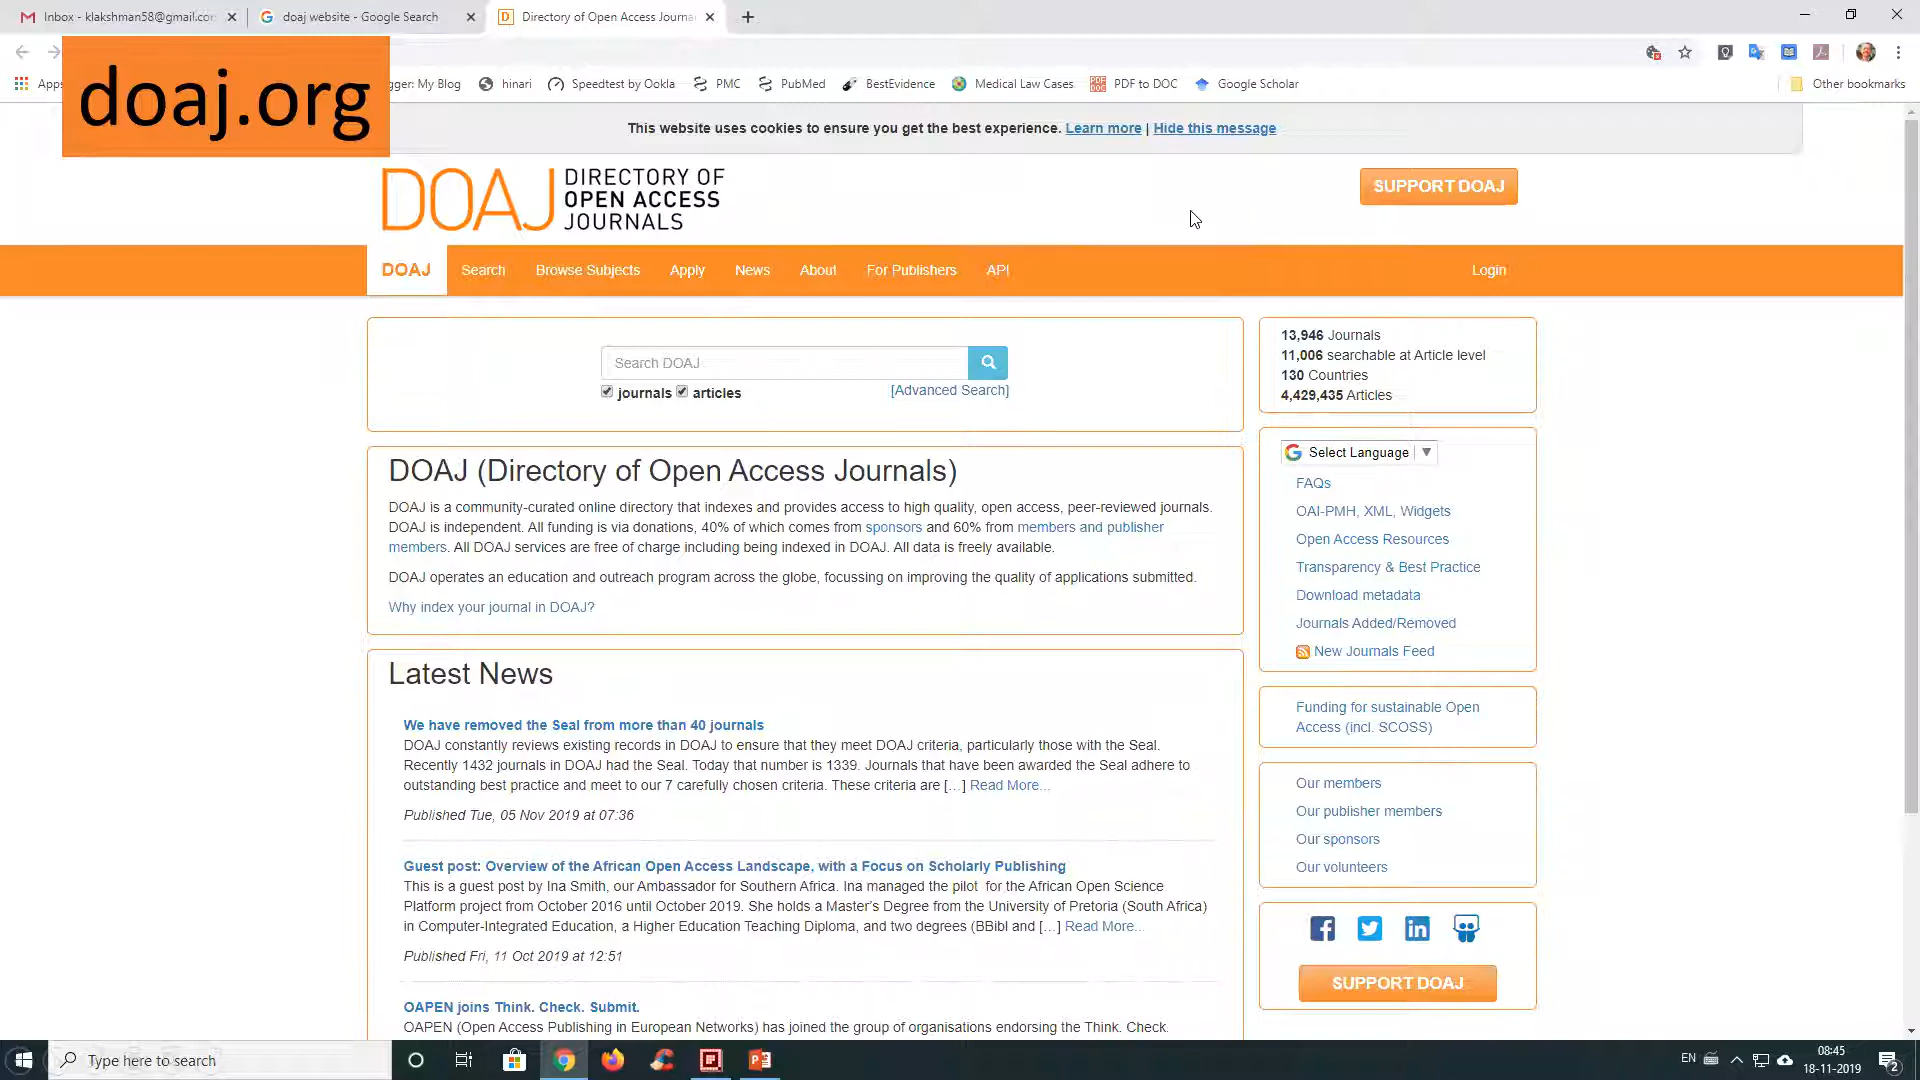 Inbox - klakshman58@gmail.co
doaj website - Google Search
Directory of Open Access Journa
doaj.org
Apps
gger: My Blog
hinari
Speedtest by Ookla
PMC
PubMed
BestEvidence
Medical Law Cases
PDF to DOC
Google Scholar
Other bookmarks
This website uses cookies to ensure you get the best experience. Learn more | Hide this message
DOAJ
DIRECTORY OF
OPEN ACCESS
JOURNALS
SUPPORT DOAJ
DOAJ Search Browse Subjects Apply News About For Publishers API Login
Search DOAJ
journals articles [Advanced Search]
13,946 Journals
11,006 searchable at Article level
130 Countries
4,429,435 Articles
DOAJ (Directory of Open Access Journals)
DOAJ is a community-curated online directory that indexes and provides access to high quality, open access, peer-reviewed journals.
DOAJ is independent. All funding is via donations, 40% of which comes from sponsors and 60% from members and publisher
members. All DOAJ services are free of charge including being indexed in DOAJ. All data is freely available.
DOAJ operates an education and outreach program across the globe, focussing on improving the quality of applications submitted.
Why index your journal in DOAJ?
Latest News
We have removed the Seal from more than 40 journals
DOAJ constantly reviews existing records in DOAJ to ensure that they meet DOAJ criteria, particularly those with the Seal.
Recently 1432 journals in DOAJ had the Seal. Today that number is 1339. Journals that have been awarded the Seal adhere to
outstanding best practice and meet to our 7 carefully chosen criteria. These criteria are […] Read More...
Published Tue, 05 Nov 2019 at 07:36
Guest post: Overview of the African Open Access Landscape, with a Focus on Scholarly Publishing
This is a guest post by Ina Smith, our Ambassador for Southern Africa. Ina managed the pilot for the African Open Science
Platform project from October 2016 until October 2019. She holds a Master's Degree from the University of Pretoria (South Africa)
in Computer-Integrated Education, a Higher Education Teaching Diploma, and two degrees (BBibl and […] Read More...
Published Fri, 11 Oct 2019 at 12:51
OAPEN joins Think. Check. Submit.
OAPEN (Open Access Publishing in European Networks) has joined the group of organisations endorsing the Think. Check.
Select Language
FAQs
OAI-PMH, XML, Widgets
Open Access Resources
Transparency & Best Practice
Download metadata
Journals Added/Removed
New Journals Feed
Funding for sustainable Open
Access (incl. SCOSS)
Our members
Our publisher members
Our sponsors
Our volunteers
SUPPORT DOAJ
Type here to search
EN
08:45
18-11-2019
2